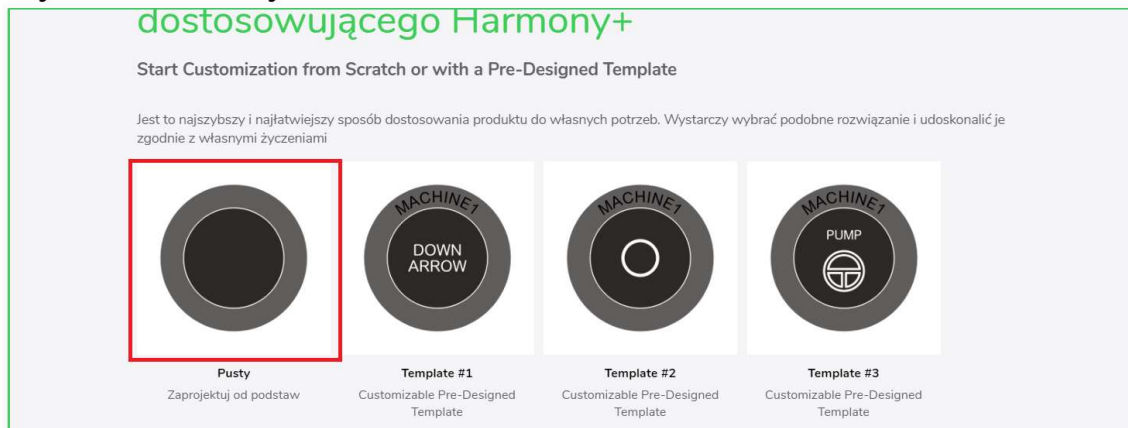 dostosowującego Harmony+
Start Customization from Scratch or with a Pre-Designed Template
Jest to najszybszy i najłatwiejszy sposób dostosowania produktu do własnych potrzeb. Wystarczy wybrać podobne rozwiązanie i udoskonalić je
zgodnie z własnymi życzeniami
MACHINE1
DOWN
ARROW
MACHINE1
MACHINE1
PUMP
Pusty
Zaprojektuj od podstaw
Template #1
Customizable Pre-Designed
Template
Template #2
Customizable Pre-Designed
Template
Template #3
Customizable Pre-Designed
Template